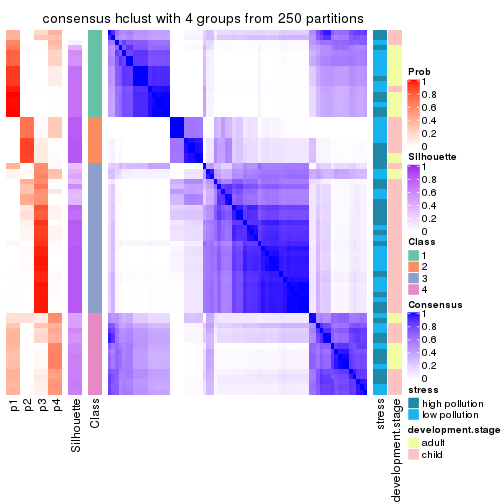 consensus hclust with 4 groups from 250 partitions
Prob
1
0.8
0.6
0.4
0.2
0
Silhouette
1
0.8
0.6
0.4
0.2
0
Class
1
2
3
4
Consensus
1
0.8
0.6
0.4
0.2
0
stress
high pollution
low pollution
development.stage
adult
child
p1
p2
p3
p4
Silhouette
Class
stress
development.stage